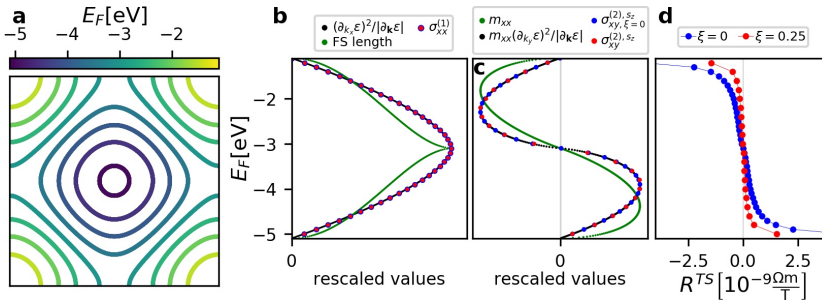 a
E_F=[eV]
−5 −4 −3 −2
b
(∂_{k_x}ε)²/|∂_𝐤ε|
σ_{xx}^{(1)}
FS length
E_F[eV]
−2
−3
−4
−5
0
rescaled values
c
m_{xx}
σ_{xy,ξ=0}^{(2),s_z}
m_{xx}(∂_{k_y}ε)²/|∂_𝐤ε|
σ_{xy}^{(2),s_z}
0
rescaled values
d
ξ = 0
ξ = 0.25
−2.5 0.0 2.5
R^{TS}[10⁻⁹ Ωm/T]